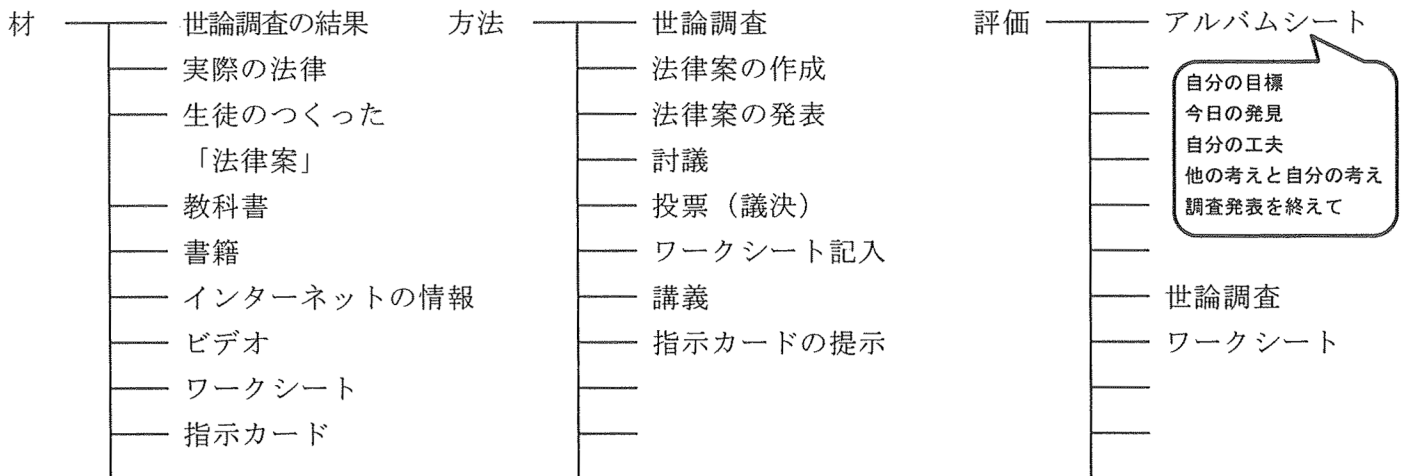 材
世論調査の結果
実際の法律
生徒のつくった
「法律案」
教科書
書籍
インターネットの情報
ビデオ
ワークシート
指示カード
方法
世論調査
法律案の作成
法律案の発表
討議
投票（議決）
ワークシート記入
講義
指示カードの提示
評価
アルバムシート
自分の目標
今日の発見
自分の工夫
他の考えと自分の考え
調査発表を終えて
世論調査
ワークシート